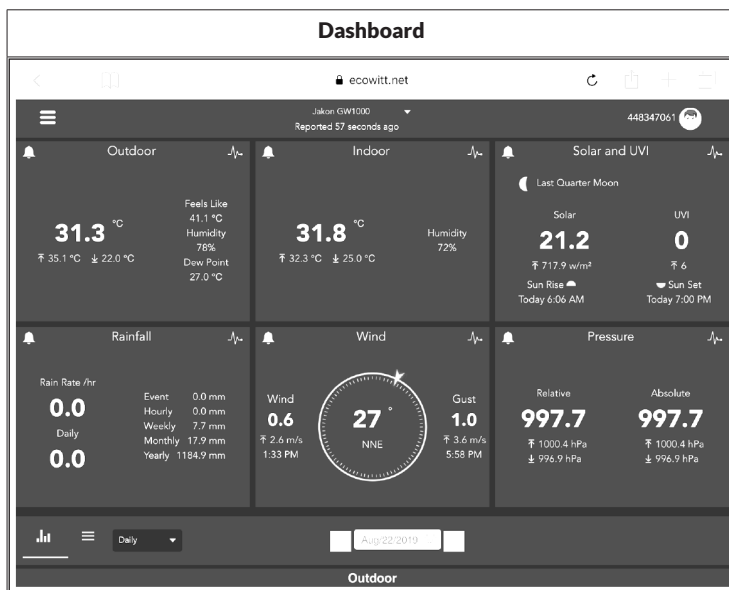 Dashboard
ecowitt.net
Jakon GW1000
Reported 57 seconds ago
448347061
Outdoor
31.3 °C
35.1 °C 22.0 °C
Feels Like
41.1 °C
Humidity
78%
Dew Point
27.0 °C
Indoor
31.8 °C
32.3 °C 25.0 °C
Humidity
72%
Solar and UVI
Last Quarter Moon
Solar
21.2
717.9 w/m²
Sun Rise
Today 6:06 AM
UVI
0
6
Sun Set
Today 7:00 PM
Rainfall
Rain Rate /hr
0.0
Daily
0.0
Event 0.0 mm
Hourly 0.0 mm
Weekly 7.7 mm
Monthly 17.9 mm
Yearly 1184.9 mm
Wind
Wind
0.6
2.6 m/s
1:33 PM
27 °
NNE
Gust
1.0
3.6 m/s
5:58 PM
Pressure
Relative
997.7
1000.4 hPa
996.9 hPa
Absolute
997.7
1000.4 hPa
996.9 hPa
Daily
Aug/22/2019
Outdoor